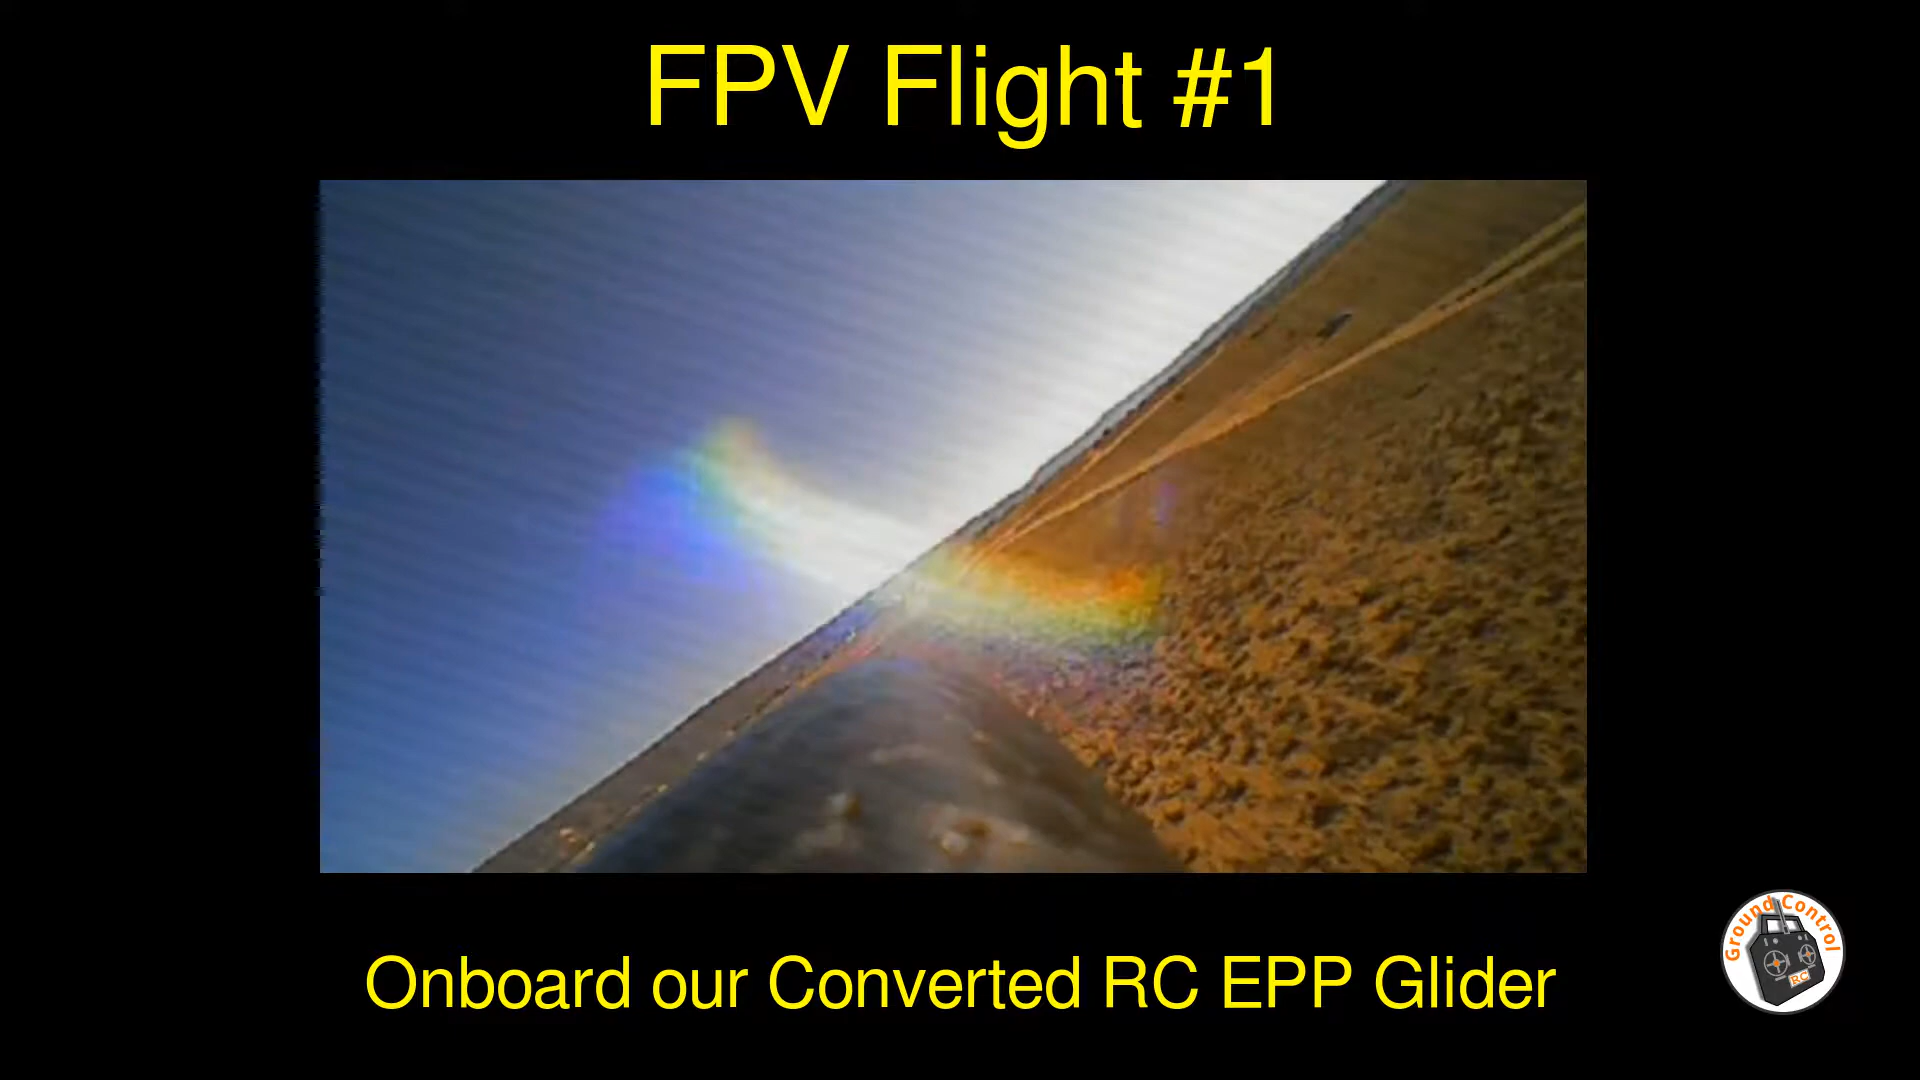 FPV Flight #1
Onboard our Converted RC EPP Glider
Ground Control
RC